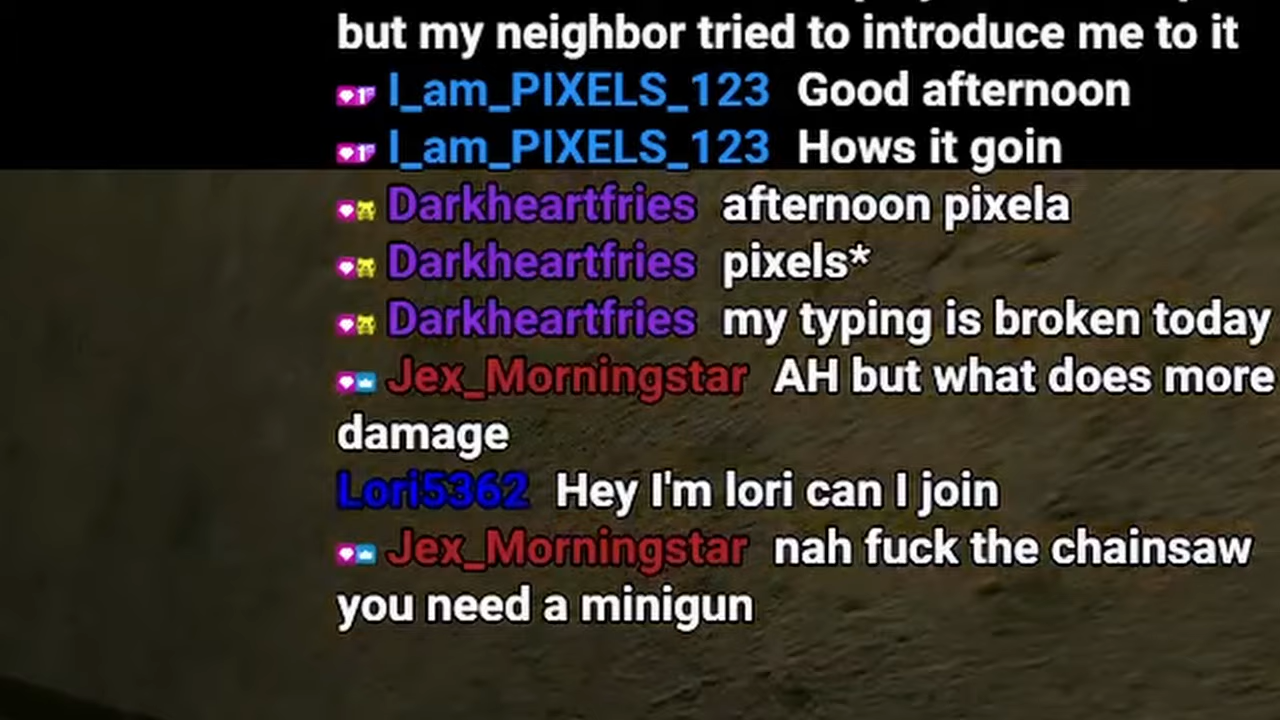 but my neighbor tried to introduce me to it
I_am_PIXELS_123 Good afternoon
I_am_PIXELS_123 Hows it goin
Darkheartfries afternoon pixela
Darkheartfries pixels*
Darkheartfries my typing is broken today
Jex_Morningstar AH but what does more
damage
Lori5362 Hey I'm lori can I join
Jex_Morningstar nah fuck the chainsaw
you need a minigun